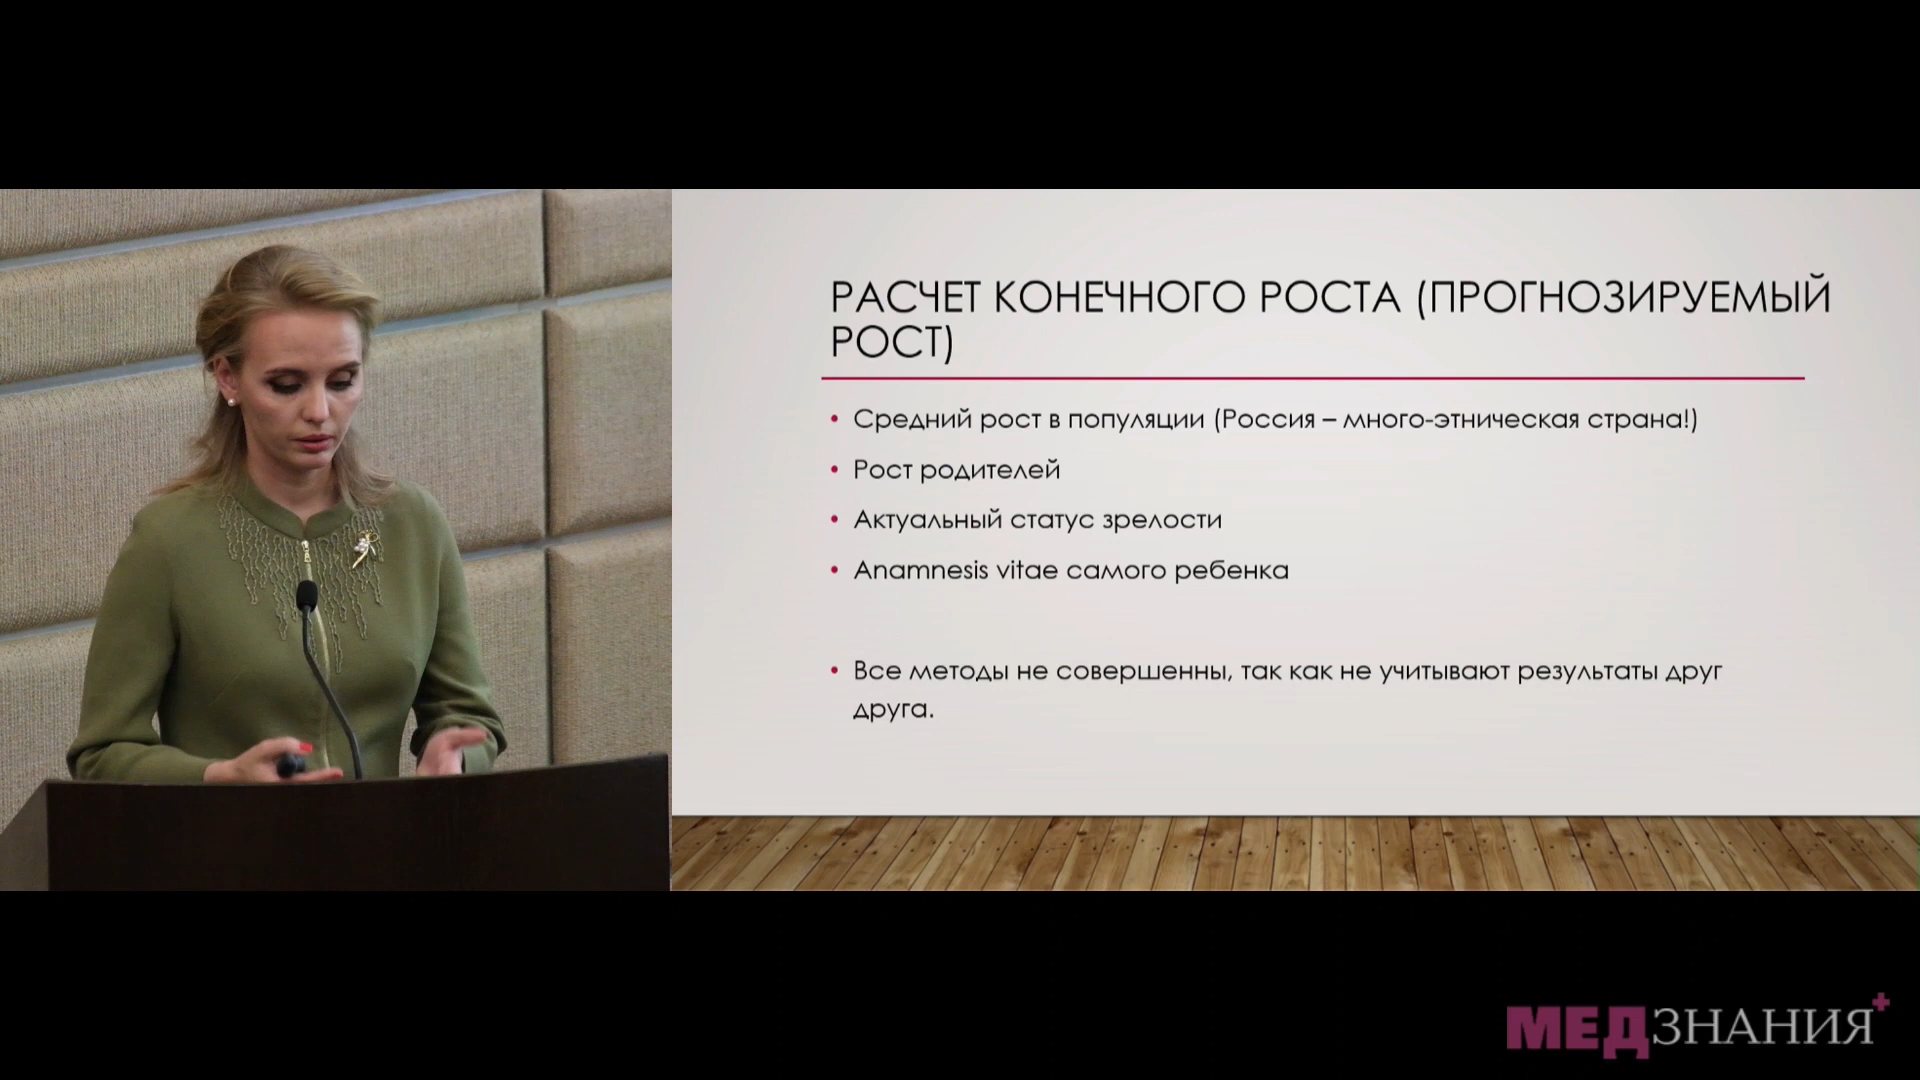 РАСЧЕТ КОНЕЧНОГО РОСТА (ПРОГНОЗИРУЕМЫЙ
РОСТ)
• Средний рост в популяции (Россия – много-этническая страна!)
• Рост родителей
• Актуальный статус зрелости
• Anamnesis vitae самого ребенка
• Все методы не совершенны, так как не учитывают результаты друг
друга.
МЕДЗНАНИЯ+